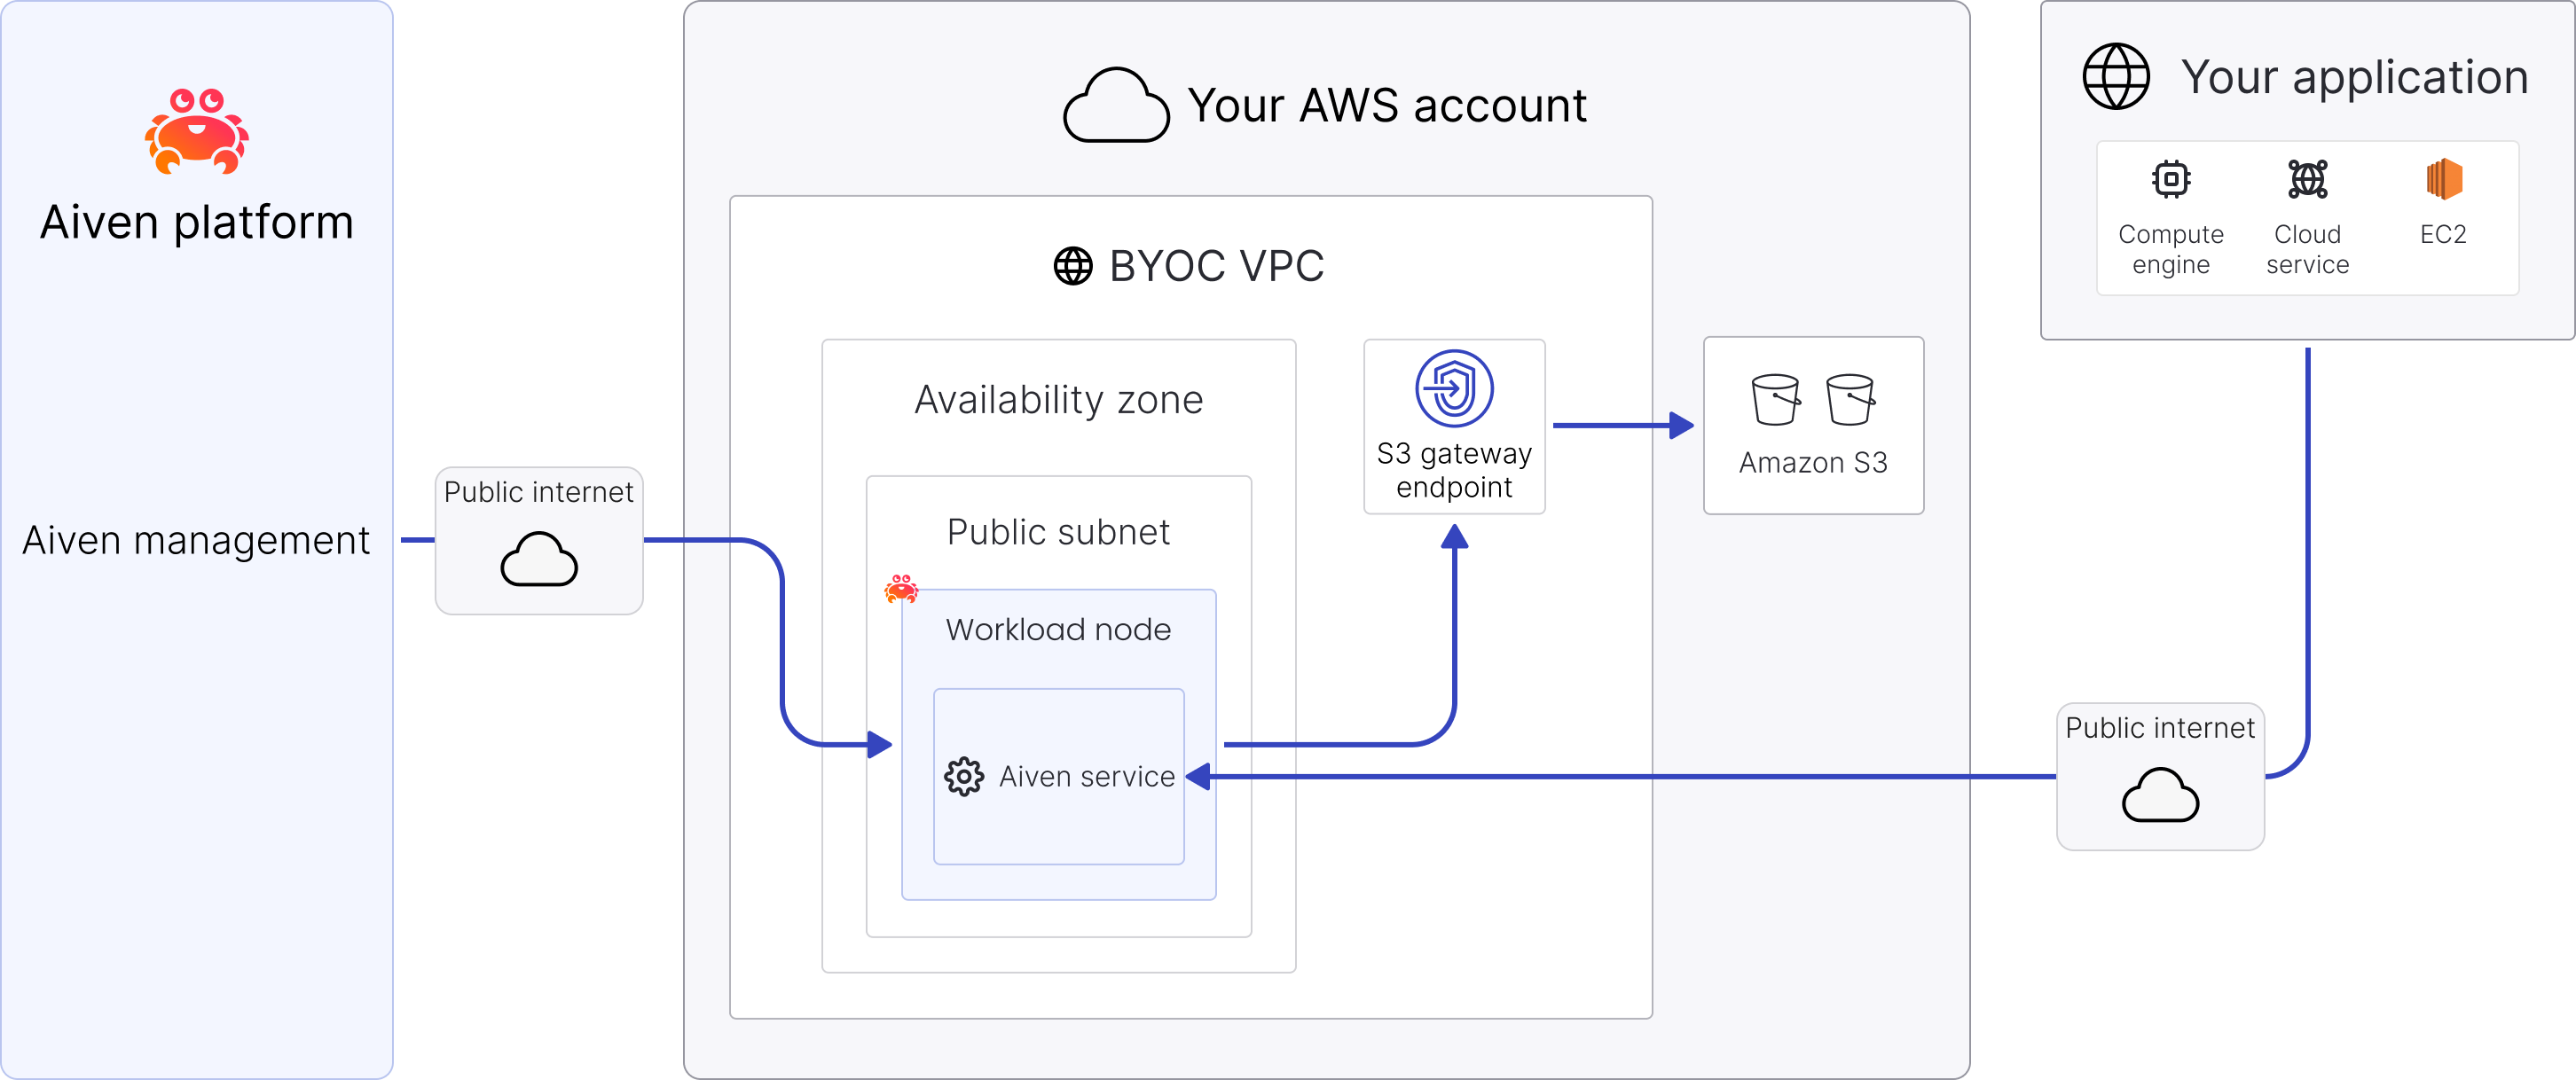 Aiven platform
Aiven management
Public internet
Your AWS account
BYOC VPC
Availability zone
Public subnet
Workload node
Aiven service
S3 gateway
endpoint
Amazon S3
Your application
Compute
engine
Cloud
service
EC2
Public internet